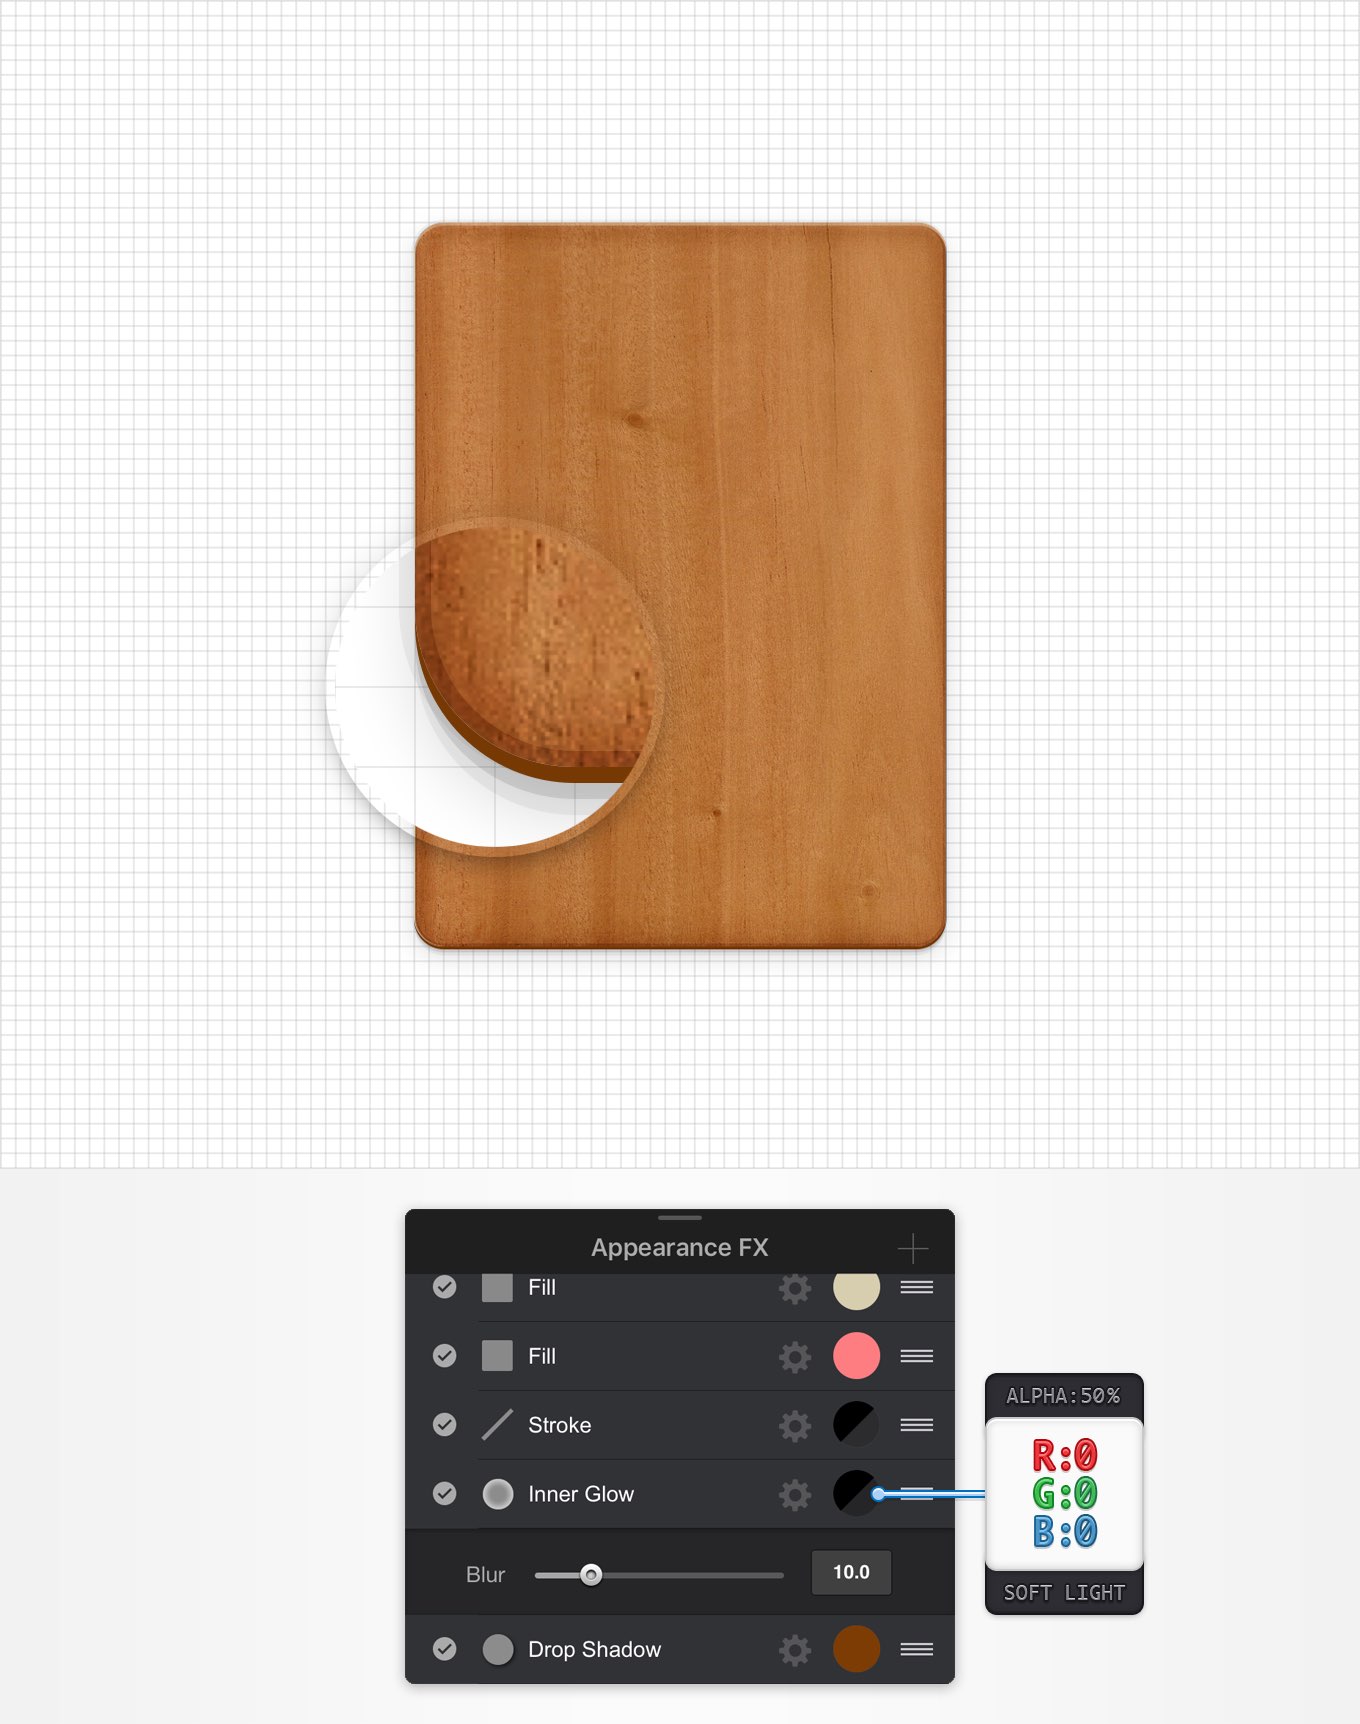 Appearance FX
Fill
Fill
Stroke
Inner Glow
Blur 10.0
Drop Shadow
ALPHA:50%
R:0
G:0
B:0
SOFT LIGHT